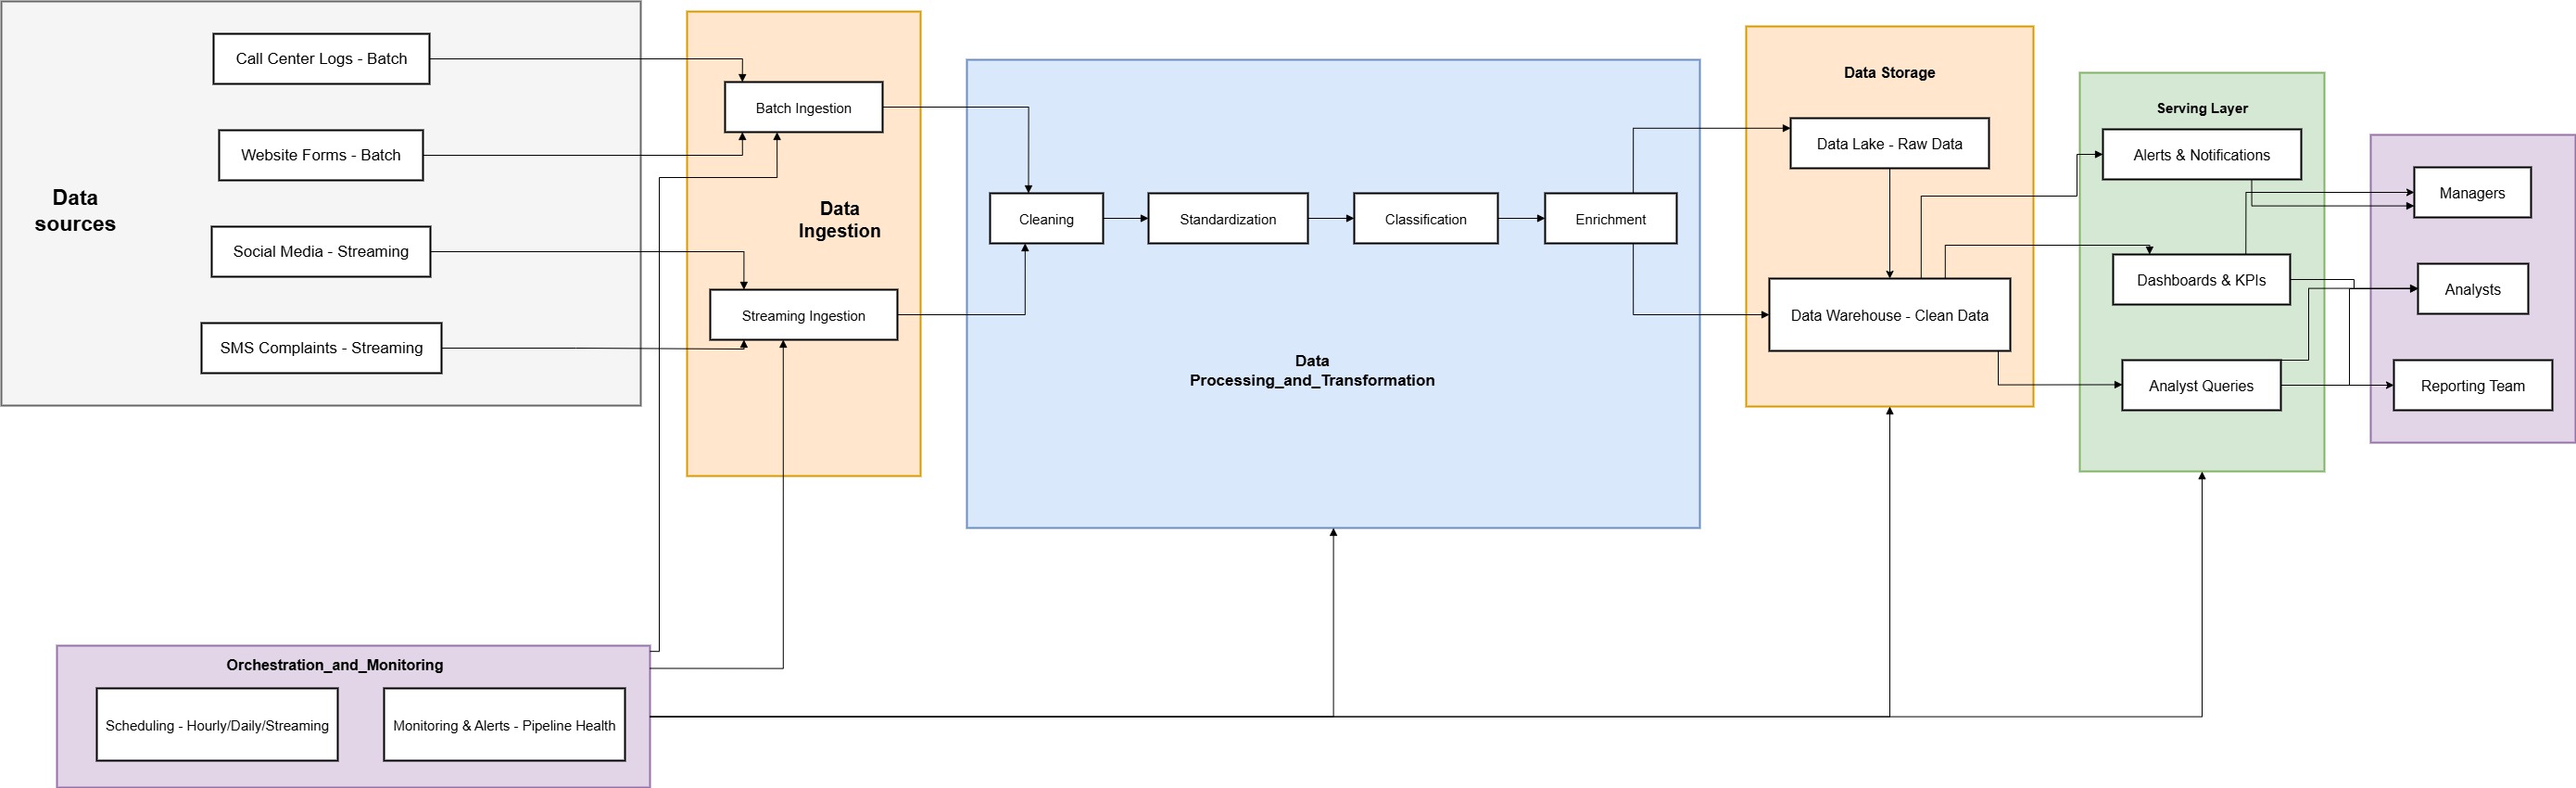 Data
sources
Call Center Logs - Batch
Website Forms - Batch
Social Media - Streaming
SMS Complaints - Streaming
Batch Ingestion
Data
Ingestion
Streaming Ingestion
Cleaning
Standardization
Classification
Enrichment
Data
Processing_and_Transformation
Data Storage
Data Lake - Raw Data
Data Warehouse - Clean Data
Serving Layer
Alerts & Notifications
Dashboards & KPIs
Analyst Queries
Managers
Analysts
Reporting Team
Orchestration_and_Monitoring
Scheduling - Hourly/Daily/Streaming
Monitoring & Alerts - Pipeline Health